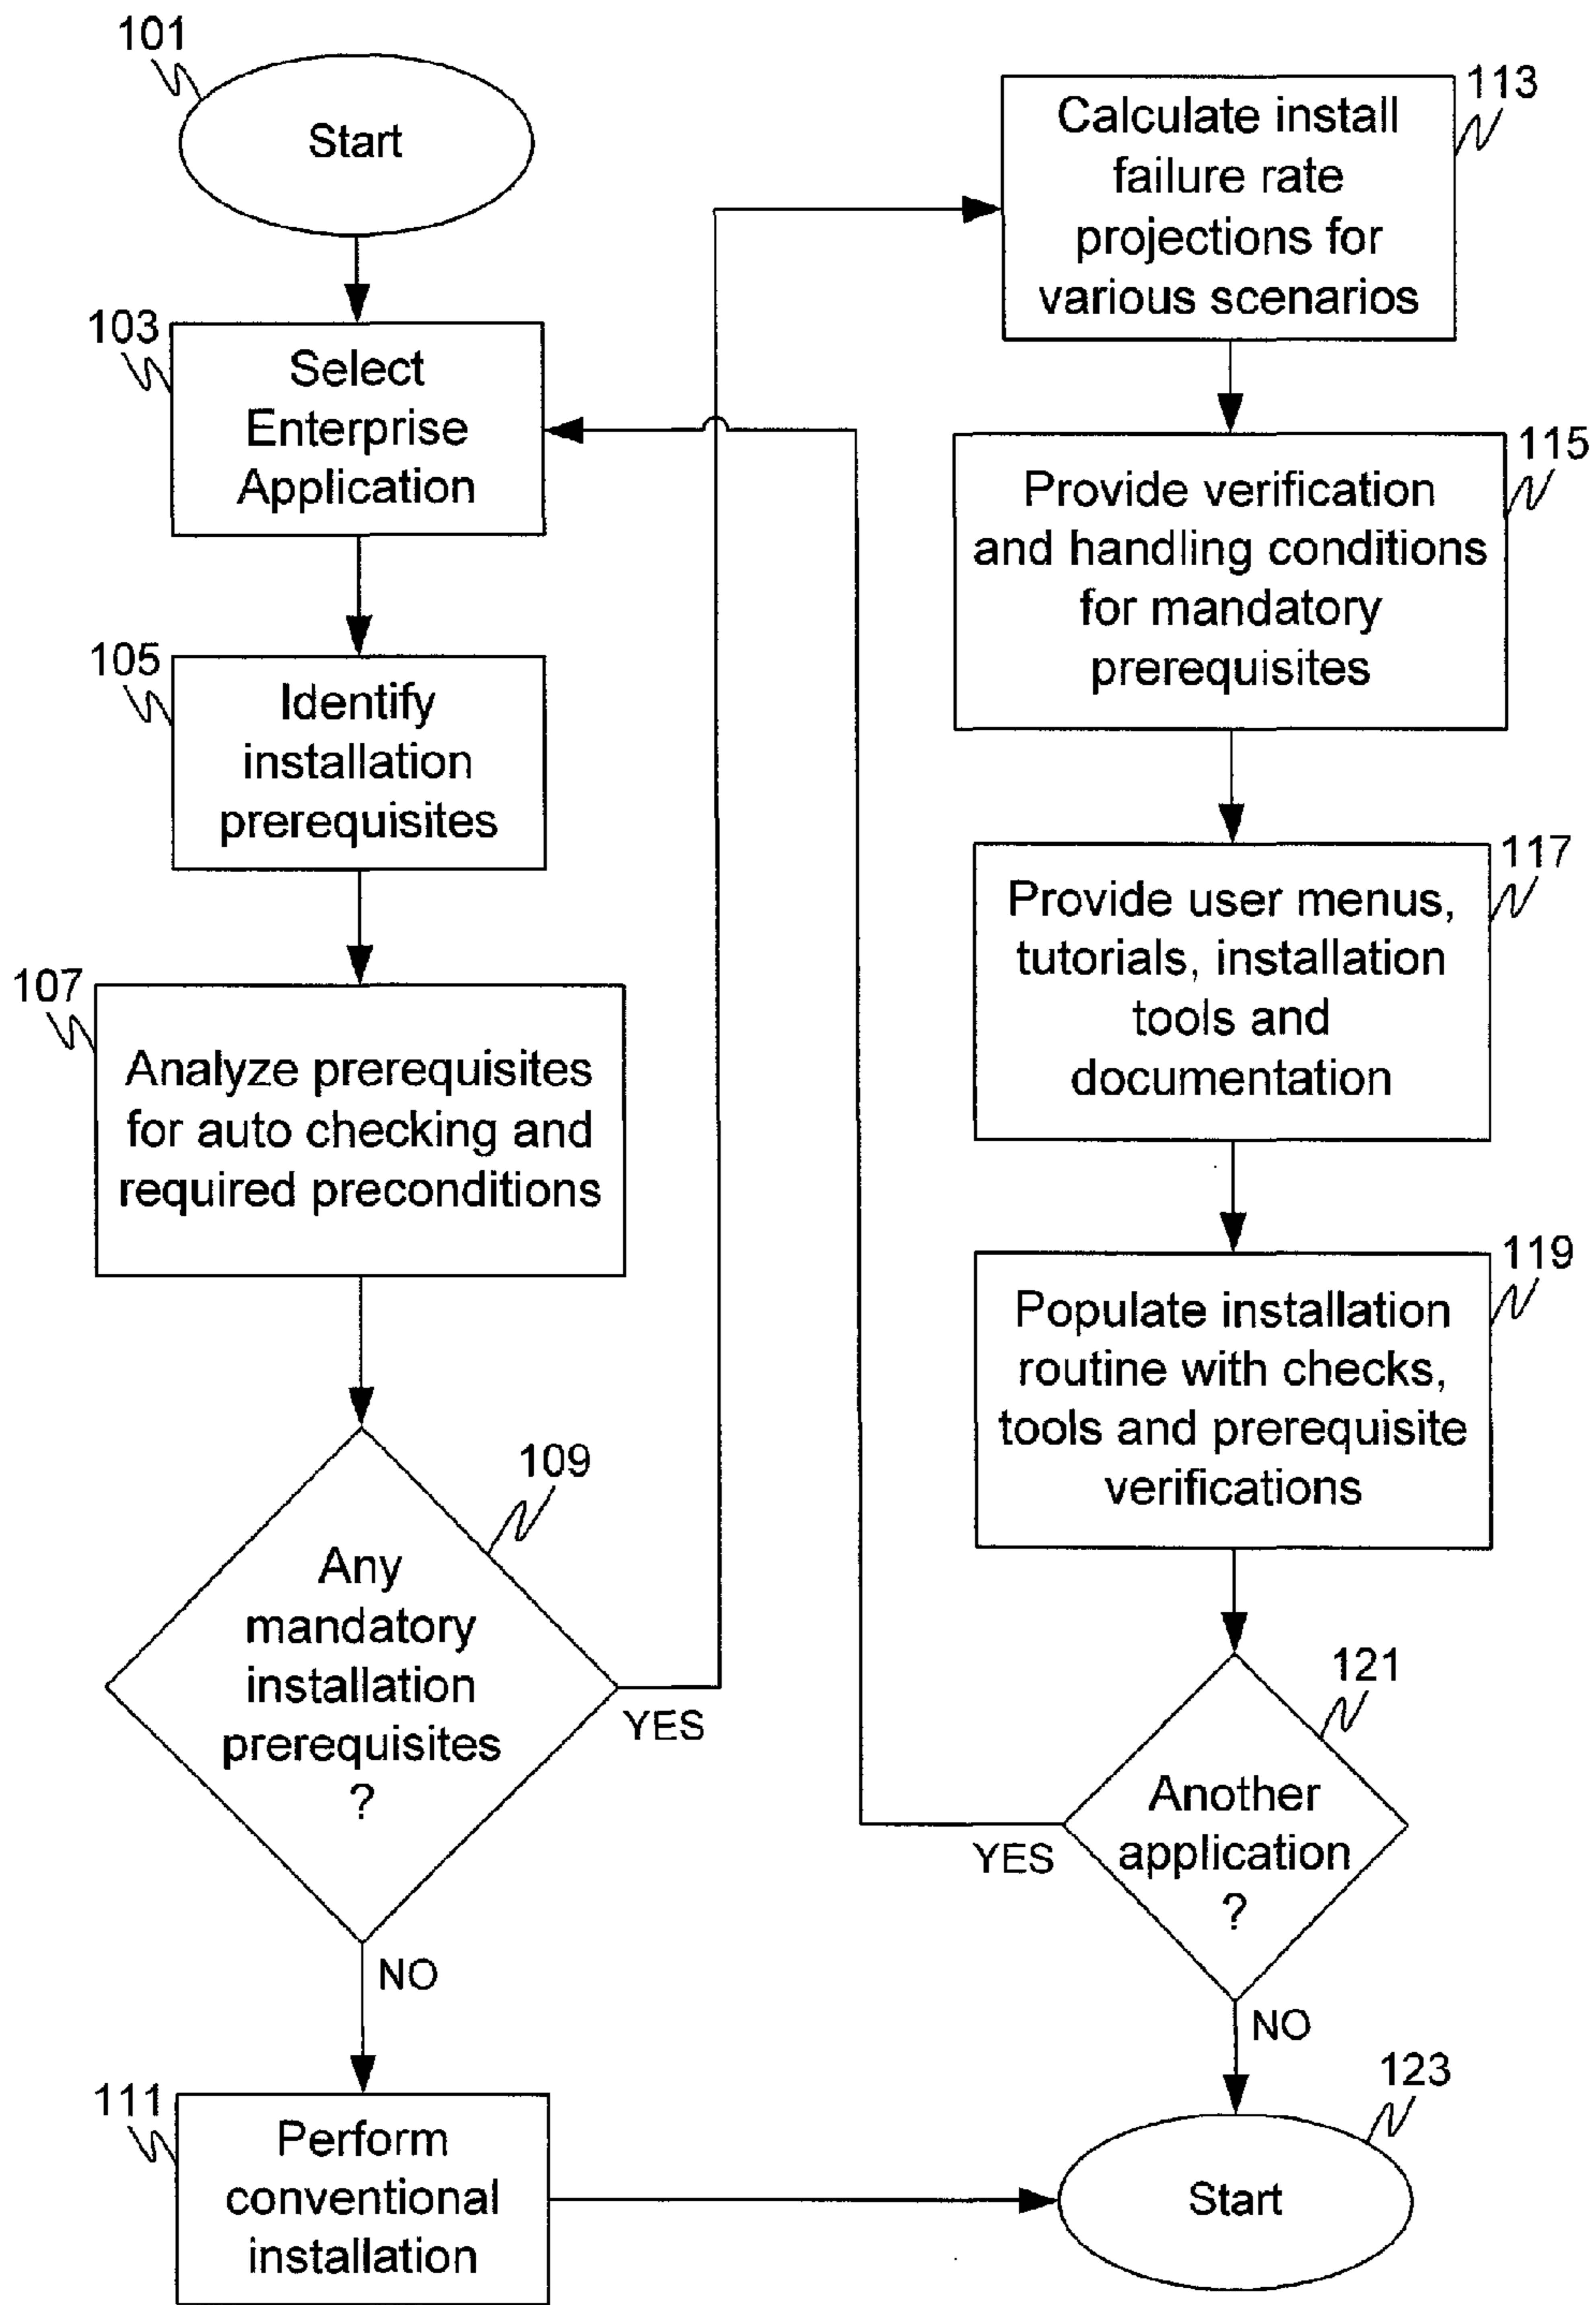 101
Start
103
Select
Enterprise
Application
105
Identify
installation
prerequisites
107
Analyze prerequisites
for auto checking and
required preconditions
109
Any
mandatory
installation
prerequisites
?
YES
NO
111
Perform
conventional
installation
113
Calculate install
failure rate
projections for
various scenarios
115
Provide verification
and handling conditions
for mandatory
prerequisites
117
Provide user menus,
tutorials, installation
tools and
documentation
119
Populate installation
routine with checks,
tools and prerequisite
verifications
121
Another
application
?
YES
NO
123
Start